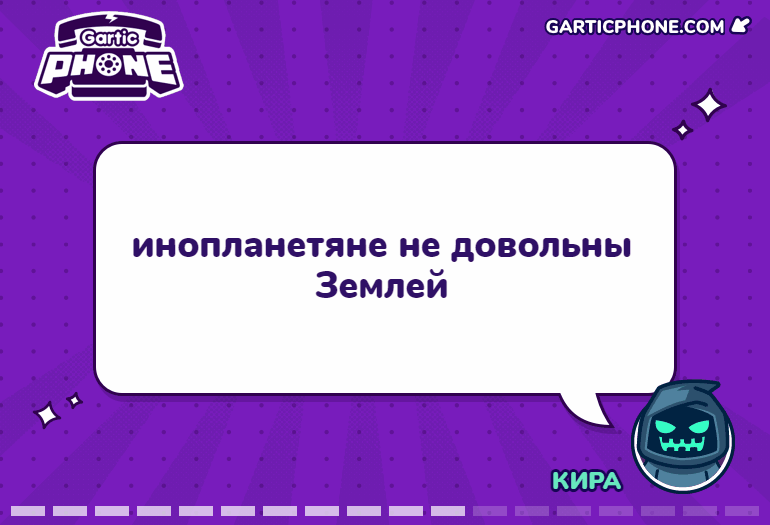 Gartic
PHONE
GARTICPHONE.COM
инопланетяне не довольны
Землей
КИРА